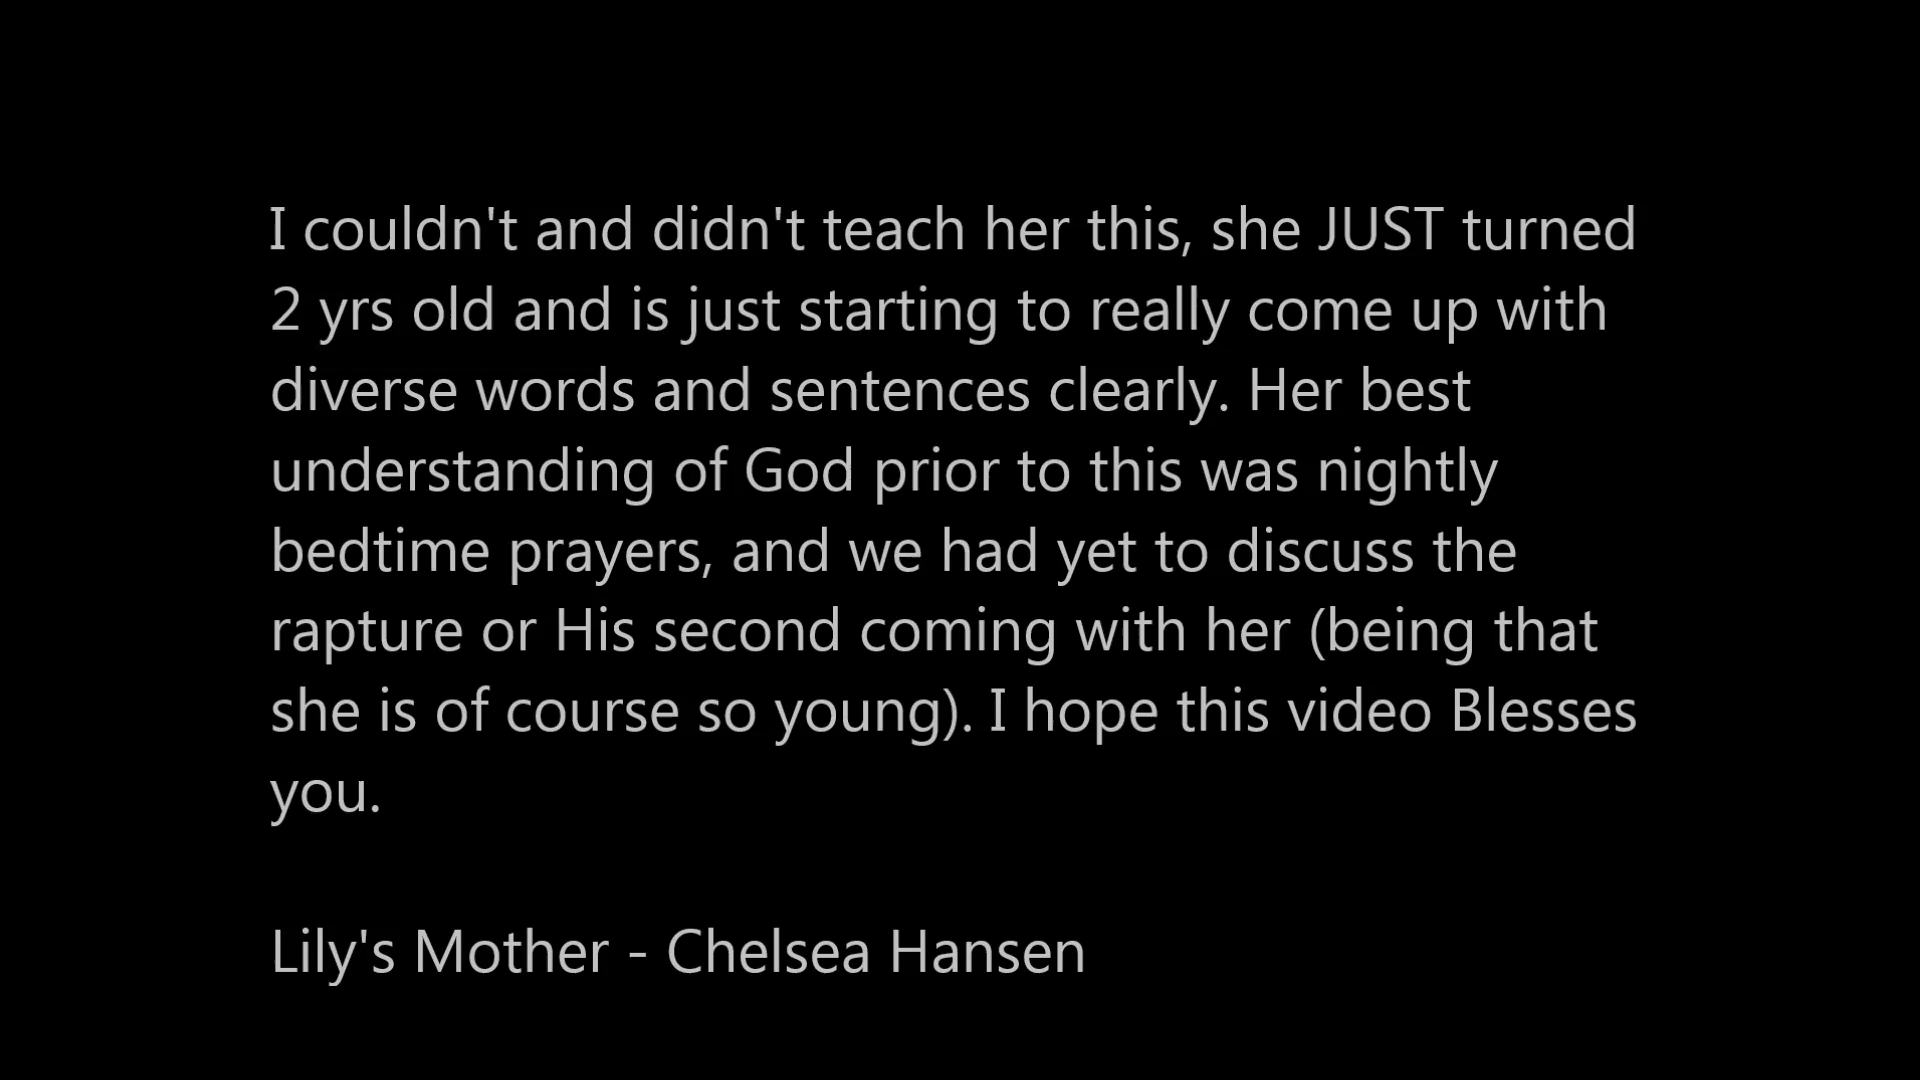 I couldn't and didn't teach her this, she JUST turned
2 yrs old and is just starting to really come up with
diverse words and sentences clearly. Her best
understanding of God prior to this was nightly
bedtime prayers, and we had yet to discuss the
rapture or His second coming with her (being that
she is of course so young). I hope this video Blesses
you.
Lily's Mother - Chelsea Hansen